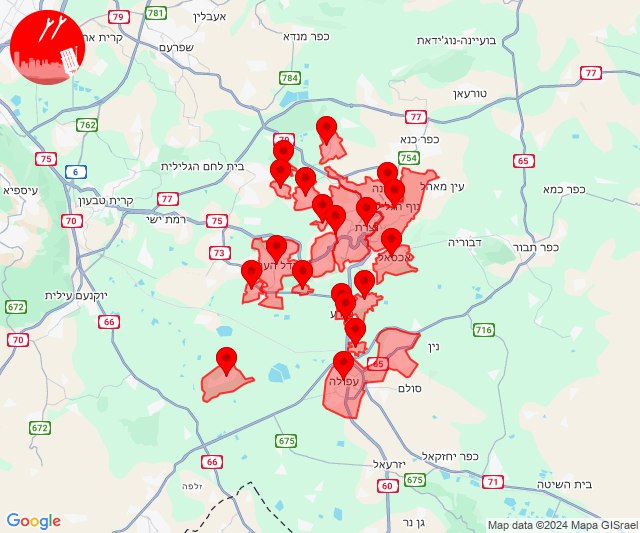 אעבלין
781
79
קרית את
כפר מנדא
בועיינה-נוג'ידאת
שפרעם
784
77
טורעאן
77
762
79
כפר כנא
75
754
65
בית לחם הגלילית
6
עין מאהל
כפר כמא
עיספיא
קרית טבעון
77
נוף הגל
70
רמת ישי
75
נצרת
דבוריה
כפר תבור
73
אכסאל
יוקנעם עילית
672
66
70
716
נין
65
סולם
עפולה
672
675
כפר יחזקאל
66
יזרעאל
675
71
בית השיטה
זלפה
60
גן נר
Google
Map data ©2024 Mapa GISrael